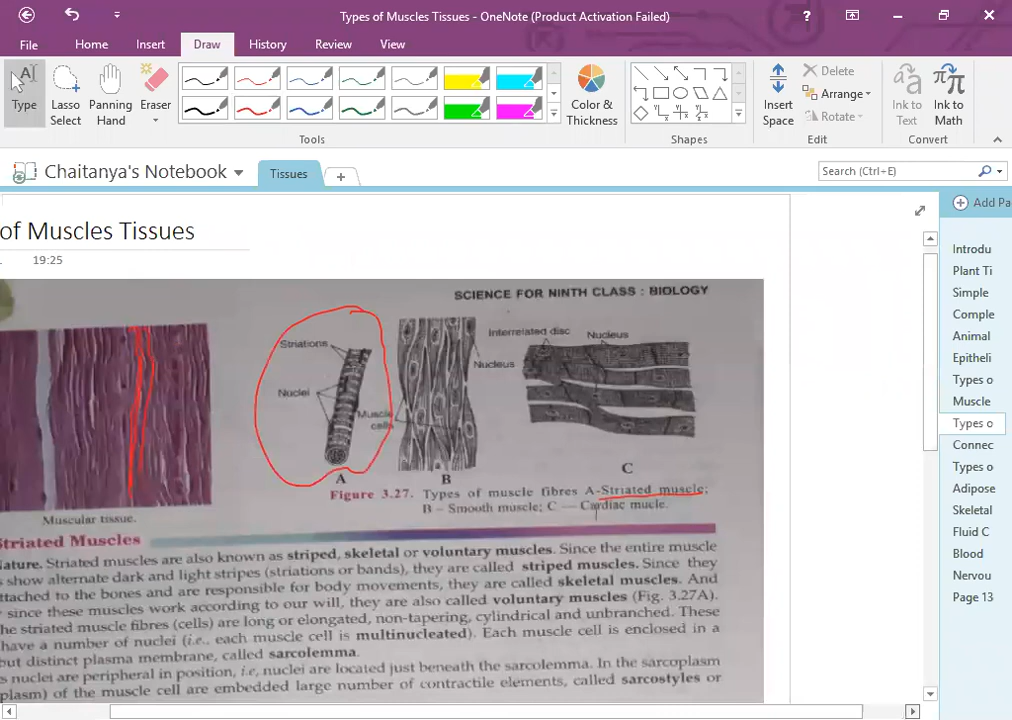 Types of Muscles Tissues - OneNote (Product Activation Failed)
File Home Insert Draw History Review View
Type
Lasso Select
Panning Hand
Eraser
Color & Thickness
Insert Space
Delete
Arrange
Rotate
Ink to Text
Ink to Math
Tools Shapes Edit Convert
Chaitanya's Notebook Tissues
Search (Ctrl+E)
Add Pa
of Muscles Tissues
19:25
Introdu
Plant Ti
Simple
Comple
Animal
Epitheli
Types o
Muscle
Types o
Connec
Types o
Adipose
Skeletal
Fluid C
Blood
Nervou
Page 13
SCIENCE FOR NINTH CLASS : BIOLOGY
Striations
Nuclei
Muscle cells
Nucleus
Interrelated disc
Nucleus
A B C
Muscular tissue.
Figure 3.27. Types of muscle fibres A-Striated muscle;
B – Smooth muscle; C — Cardiac mucle.
Striated Muscles
Nature. Striated muscles are also known as striped, skeletal or voluntary muscles. Since the entire muscle
s show alternate dark and light stripes (striations or bands), they are called striped muscles. Since they
ttached to the bones and are responsible for body movements, they are called skeletal muscles. And
since these muscles work according to our will, they are also called voluntary muscles (Fig. 3.27A).
he striated muscle fibres (cells) are long or elongated, non-tapering, cylindrical and unbranched. These
have a number of nuclei (i.e., each muscle cell is multinucleated). Each muscle cell is enclosed in a
but distinct plasma membrane, called sarcolemma.
s nuclei are peripheral in position, i.e, nuclei are located just beneath the sarcolemma. In the sarcoplasm
plasm) of the muscle cell are embedded large number of contractile elements, called sarcostyles or